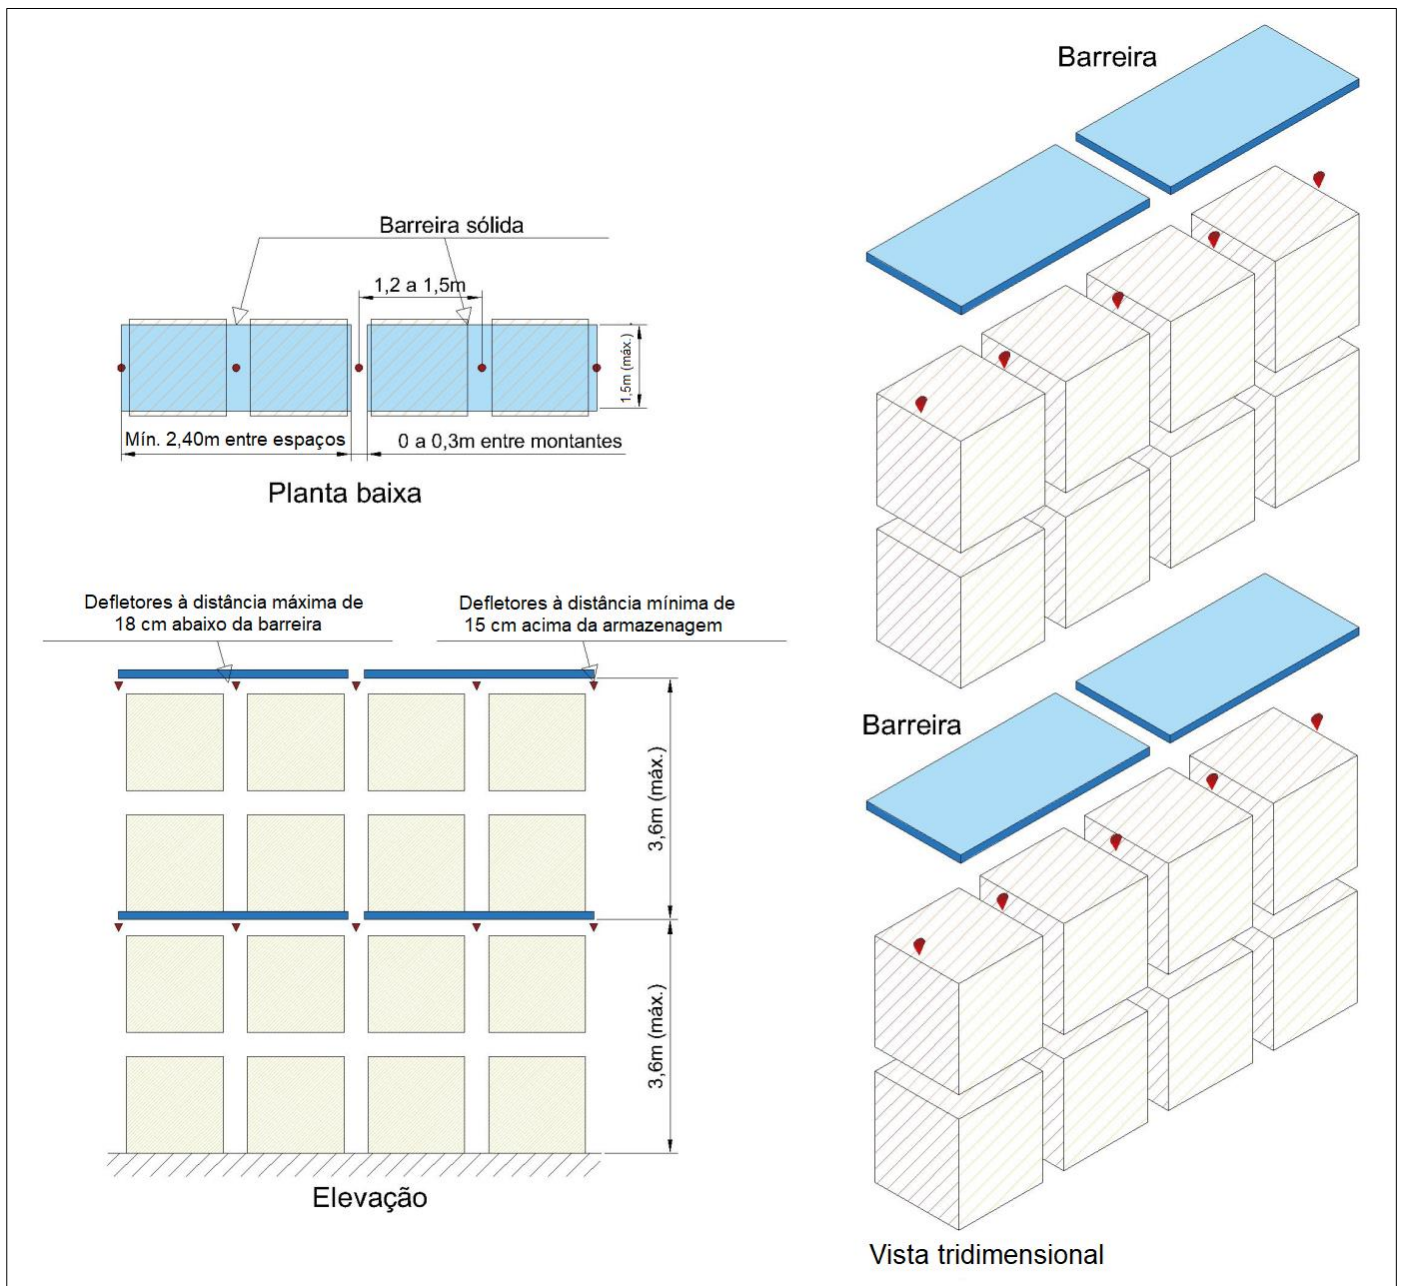 Barreira
Barreira sólida
1,2 a 1,5m
1,5m (máx.)
Mín. 2,40m entre espaços
0 a 0,3m entre montantes
Planta baixa
Defletores à distância máxima de
18 cm abaixo da barreira
Defletores à distância mínima de
15 cm acima da armazenagem
3,6m (máx.)
3,6m (máx.)
Elevação
Barreira
Vista tridimensional